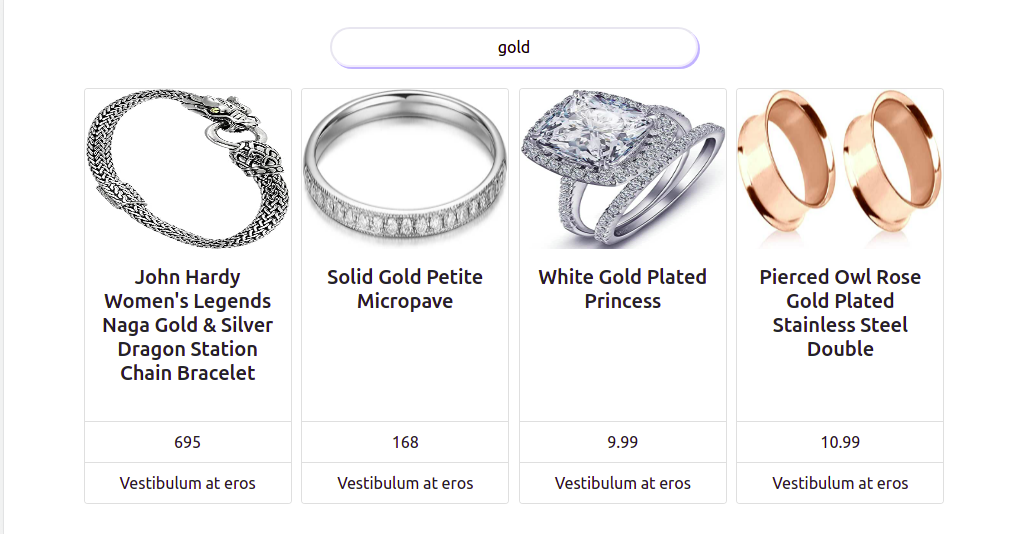 gold
John Hardy
Women's Legends
Naga Gold & Silver
Dragon Station
Chain Bracelet
695
Vestibulum at eros
Solid Gold Petite
Micropave
168
Vestibulum at eros
White Gold Plated
Princess
9.99
Vestibulum at eros
Pierced Owl Rose
Gold Plated
Stainless Steel
Double
10.99
Vestibulum at eros